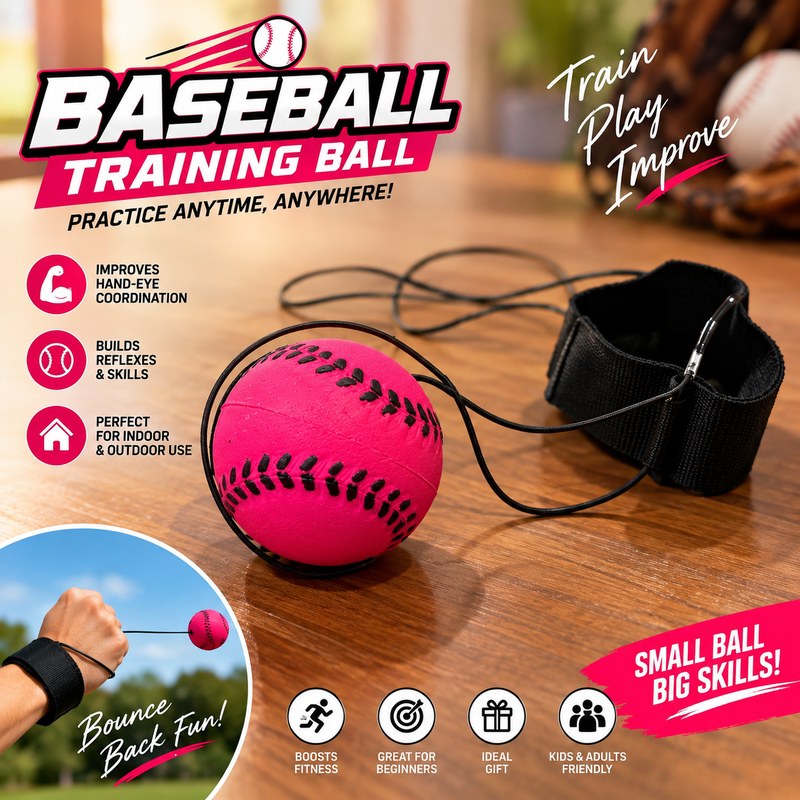 BASEBALL
TRAINING BALL
PRACTICE ANYTIME, ANYWHERE!
Train
Play
Improve
IMPROVES
HAND-EYE
COORDINATION
BUILDS
REFLEXES
& SKILLS
PERFECT
FOR INDOOR
& OUTDOOR USE
Bounce
Back Fun!
SMALL BALL
BIG SKILLS!
BOOSTS
FITNESS
GREAT FOR
BEGINNERS
IDEAL
GIFT
KIDS & ADULTS
FRIENDLY